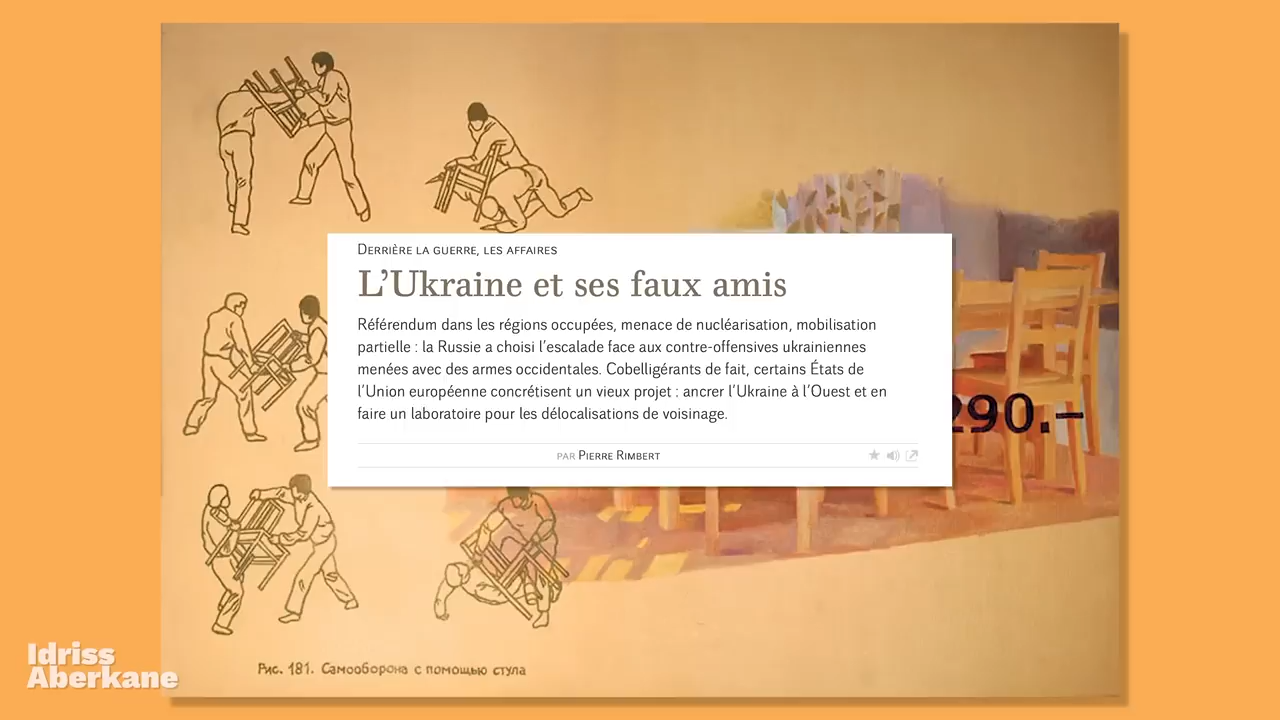 Derrière la guerre, les affaires
L’Ukraine et ses faux amis
Référendum dans les régions occupées, menace de nucléarisation, mobilisation
partielle : la Russie a choisi l’escalade face aux contre-offensives ukrainiennes
menées avec des armes occidentales. Cobelligérants de fait, certains États de
l’Union européenne concrétisent un vieux projet : ancrer l’Ukraine à l’Ouest et en
faire un laboratoire pour les délocalisations de voisinage.
par Pierre Rimbert
290.–
Idriss
Aberkane
Рис. 181. Самооборона с помощью стула